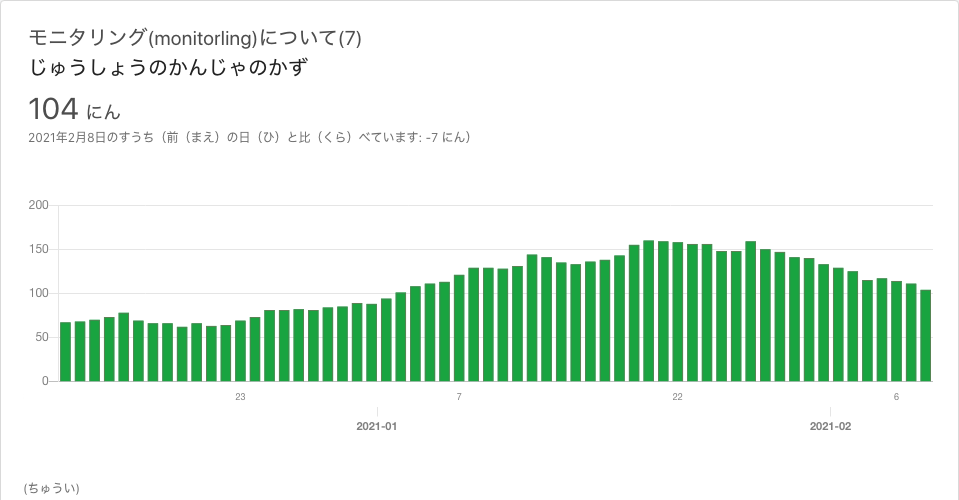 モニタリング(monitorling)について(7)
じゅうしょうのかんじゃのかず
104 にん
2021年2月8日のすうち（前（まえ）の日（ひ）と比（くら）べています: -7 にん）
200
150
100
50
0
23 7 22 6
2021-01 2021-02
(ちゅうい)